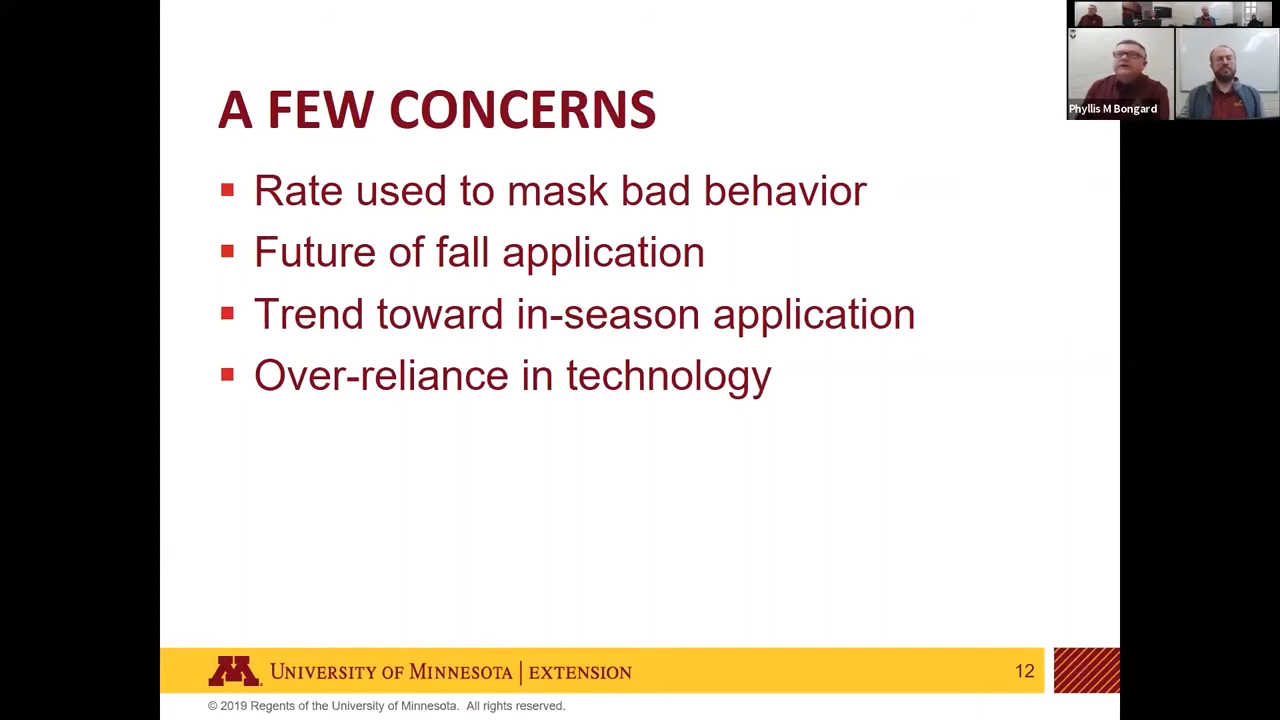 A FEW CONCERNS
Rate used to mask bad behavior
Future of fall application
Trend toward in-season application
Over-reliance in technology
Phyllis M Bongard
M UNIVERSITY OF MINNESOTA | EXTENSION
12
© 2019 Regents of the University of Minnesota. All rights reserved.